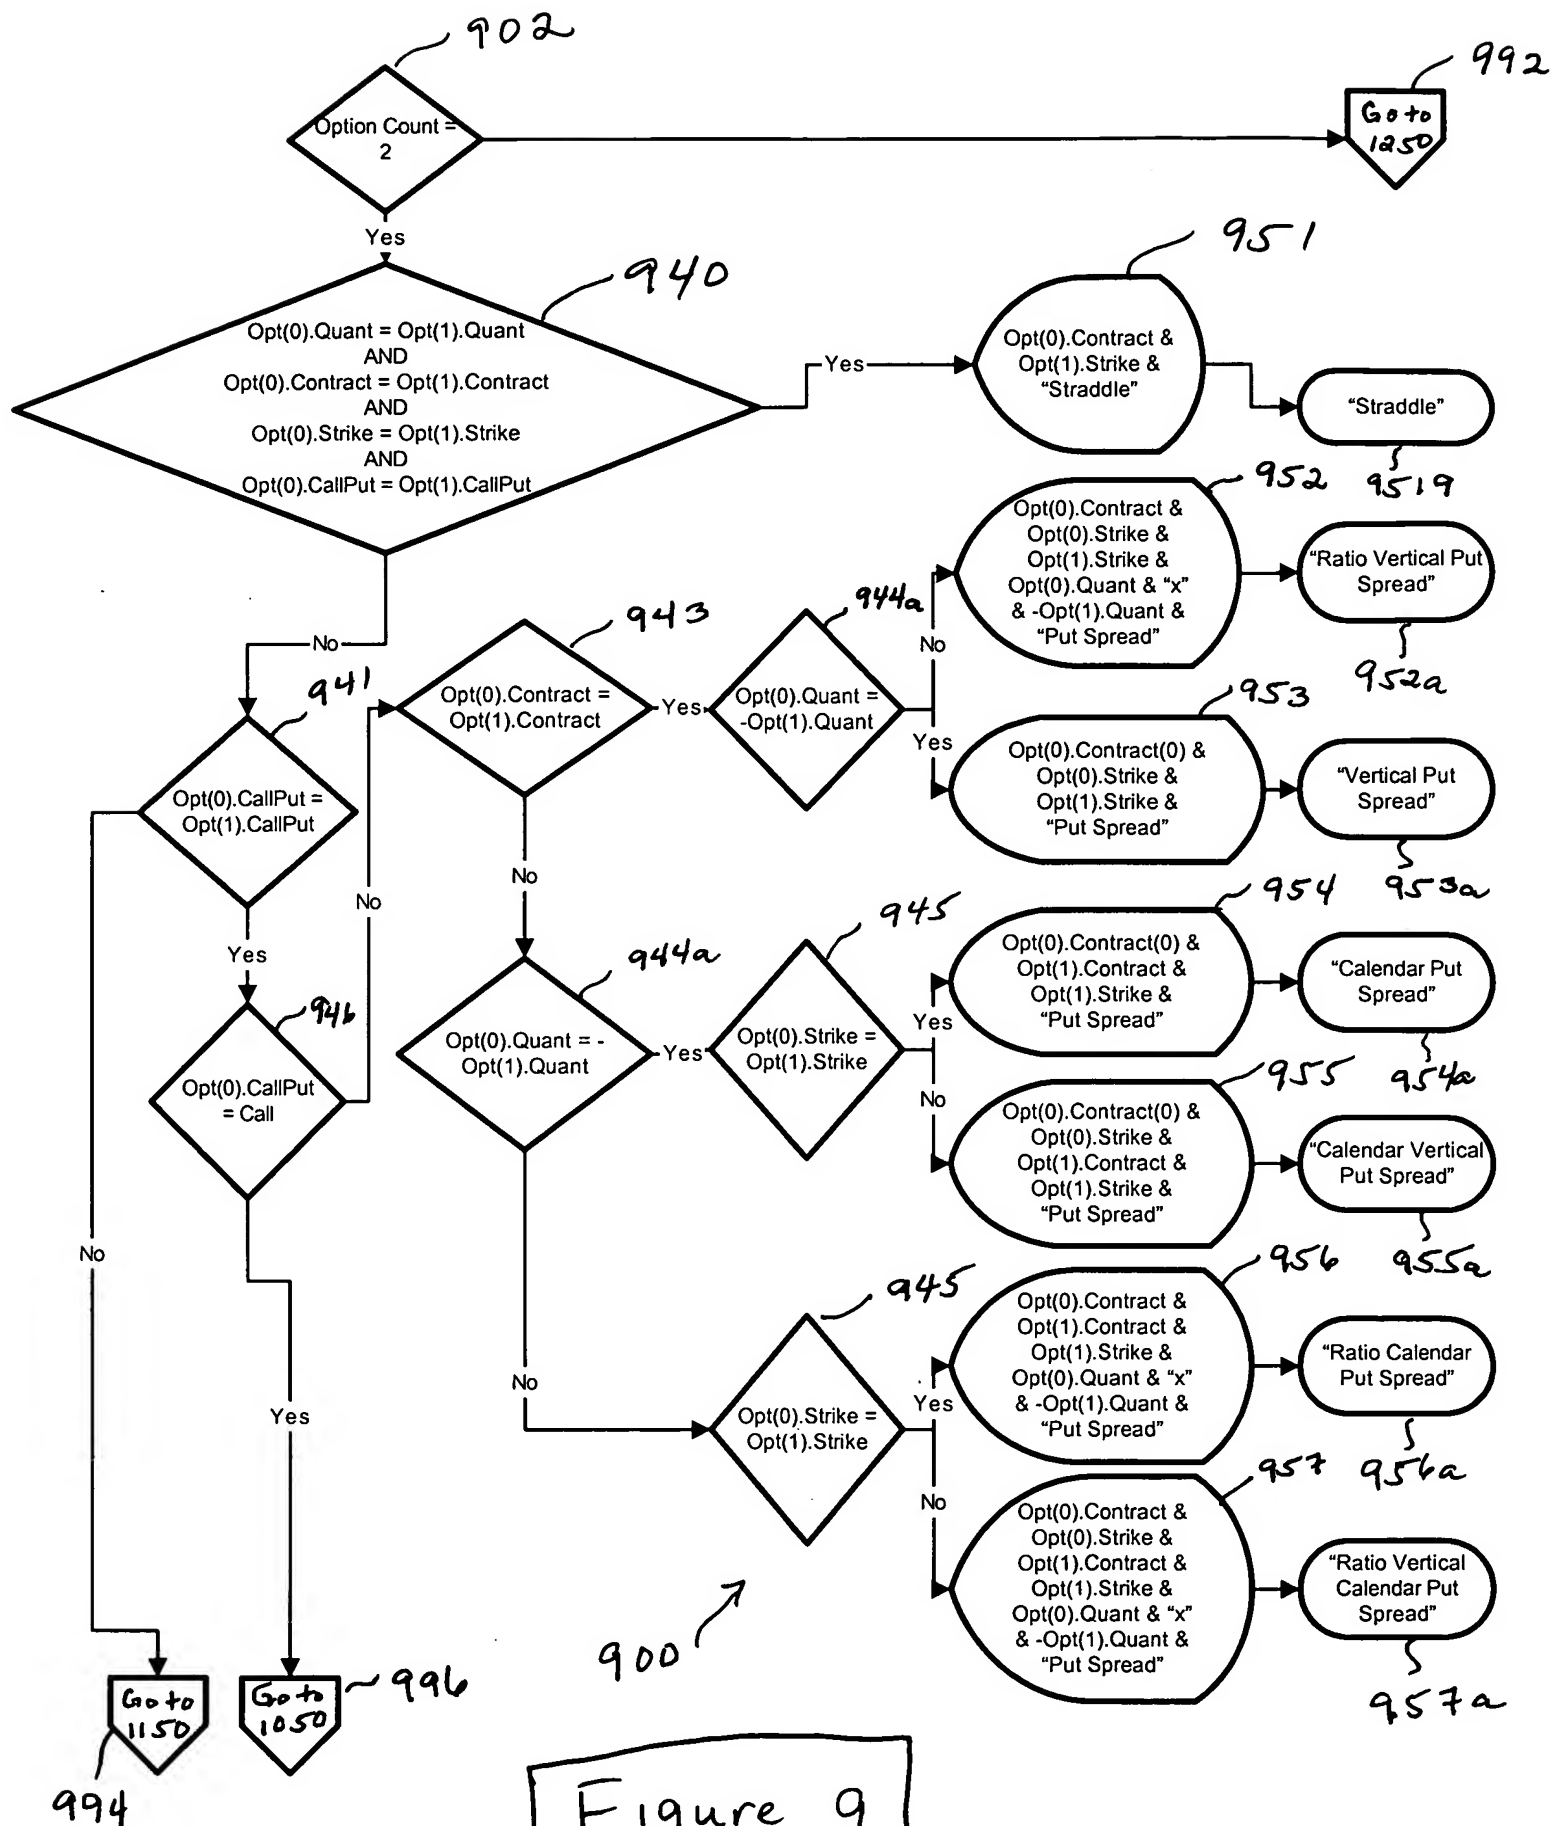 902
992
Option Count =
2
Go to
1250
Yes
951
940
Opt(0).Quant = Opt(1).Quant
AND
Opt(0).Contract = Opt(1).Contract
AND
Opt(0).Strike = Opt(1).Strike
AND
Opt(0).CallPut = Opt(1).CallPut
Yes
Opt(0).Contract &
Opt(1).Strike &
“Straddle”
“Straddle”
9519
952
Opt(0).Contract &
Opt(0).Strike &
Opt(1).Strike &
Opt(0).Quant & “x”
& -Opt(1).Quant &
“Put Spread”
“Ratio Vertical Put
Spread”
952a
No
941
943
Opt(0).Contract =
Opt(1).Contract
Yes
944a
Opt(0).Quant =
-Opt(1).Quant
No
Yes
953
Opt(0).Contract(0) &
Opt(0).Strike &
Opt(1).Strike &
“Put Spread”
“Vertical Put
Spread”
953a
Opt(0).CallPut =
Opt(1).CallPut
No
No
Yes
946
Opt(0).CallPut
= Call
944a
Opt(0).Quant = -
Opt(1).Quant
Yes
945
Opt(0).Strike =
Opt(1).Strike
Yes
No
954
Opt(0).Contract(0) &
Opt(1).Contract &
Opt(1).Strike &
“Put Spread”
“Calendar Put
Spread”
954a
955
Opt(0).Contract(0) &
Opt(0).Strike &
Opt(1).Contract &
Opt(1).Strike &
“Put Spread”
“Calendar Vertical
Put Spread”
955a
No
Yes
No
945
Opt(0).Strike =
Opt(1).Strike
Yes
No
956
Opt(0).Contract &
Opt(1).Contract &
Opt(1).Strike &
Opt(0).Quant & “x”
& -Opt(1).Quant &
“Put Spread”
“Ratio Calendar
Put Spread”
956a
957
Opt(0).Contract &
Opt(0).Strike &
Opt(1).Contract &
Opt(1).Strike &
Opt(0).Quant & “x”
& -Opt(1).Quant &
“Put Spread”
“Ratio Vertical
Calendar Put
Spread”
957a
900
Go to
1150
994
Go to
1050
996
Figure 9